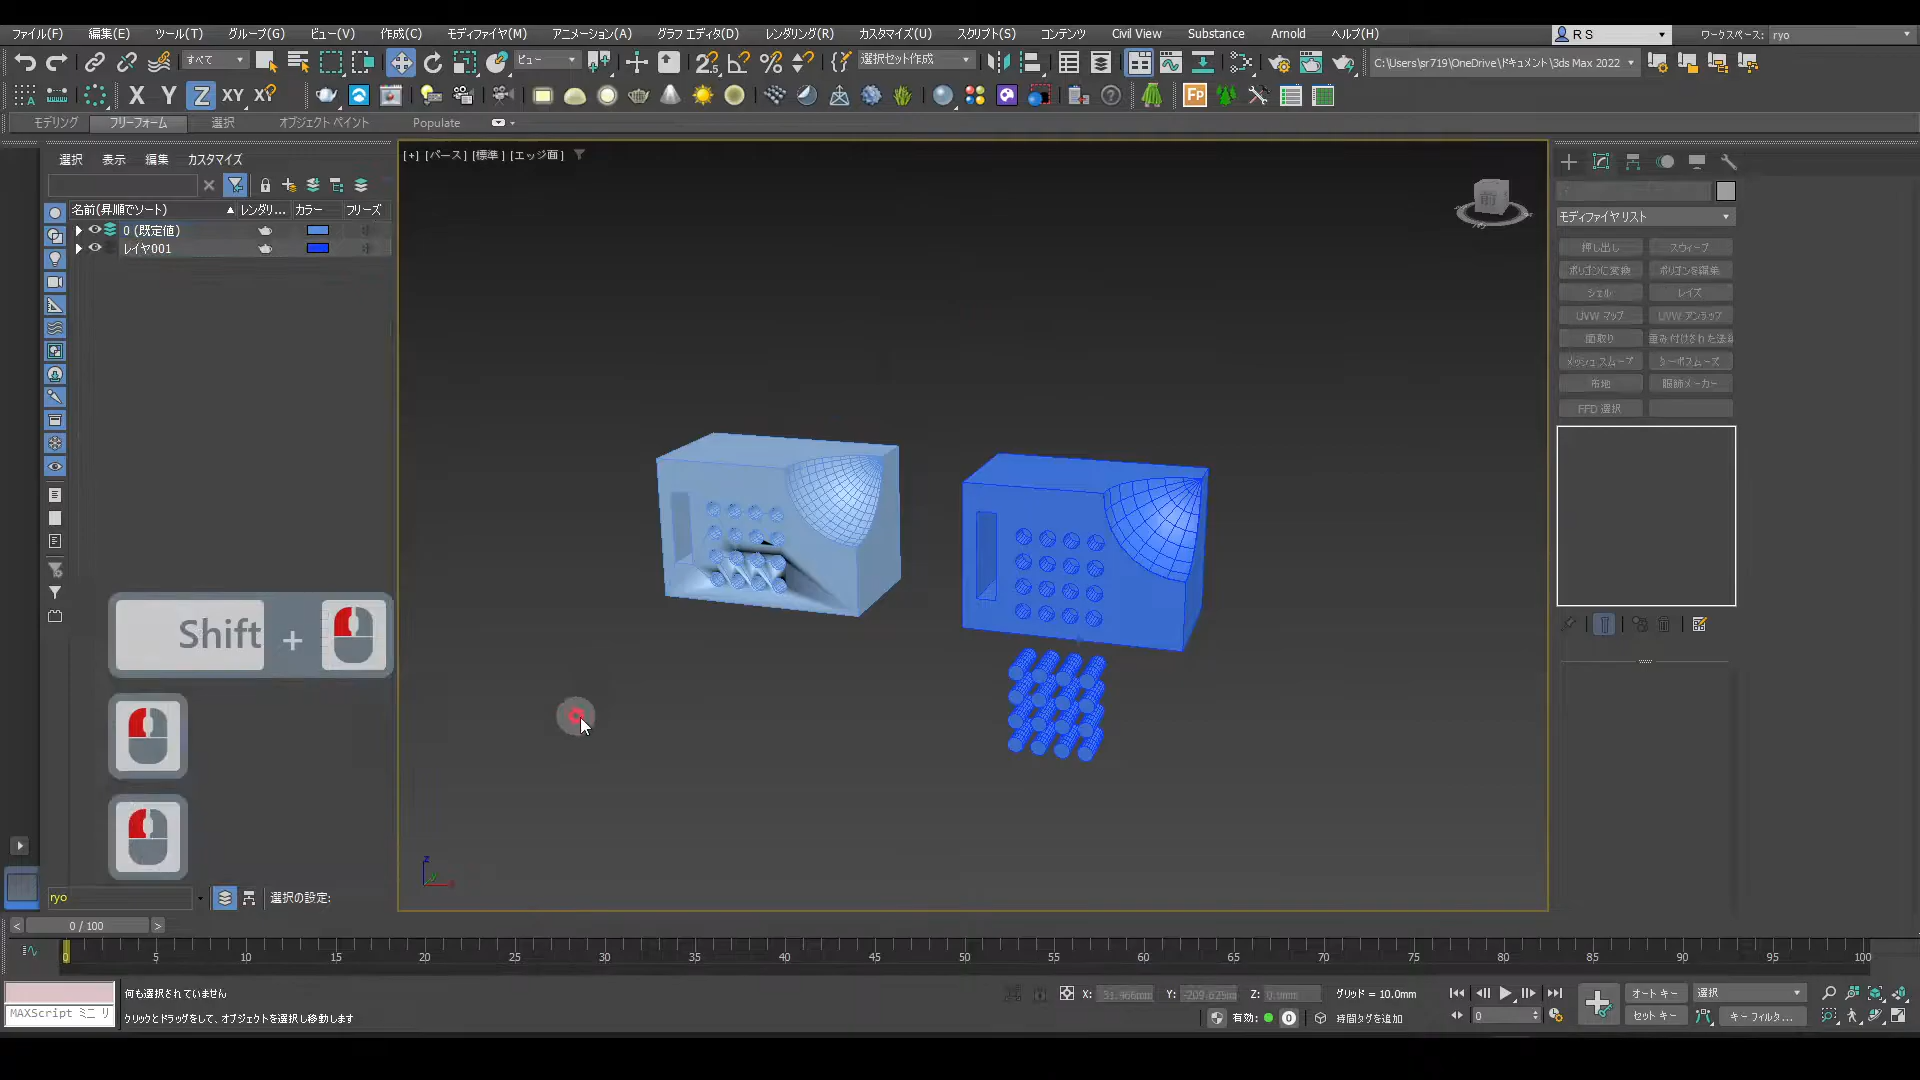 ファイル(F) 編集(E) ツール(T) グループ(G) ビュー(V) 作成(C) モディファイヤ(M) アニメーション(A) グラフ エディタ(D) レンダリング(R) カスタマイズ(U) スクリプト(S) コンテンツ Civil View Substance Arnold ヘルプ(H) R S ワークスペース: ryo
すべて ビュー 選択セット作成 C:\Users\sr719\OneDrive\ドキュメント\3ds Max 2022
X Y Z XY XY
モデリング フリーフォーム 選択 オブジェクト ペイント Populate
選択 表示 編集 カスタマイズ
[+] [パース] [標準] [エッジ面]
名前(昇順でソート) レンダリ... カラー フリーズ
0 (既定値)
レイヤ001
前
モディファイヤ リスト
押し出し スウィープ
ポリゴンに変換 ポリゴンを編集
シェル レイズ
UVW マップ UVW アンラップ
面取り
メッシュ スムーズ ターボスムーズ
布地 服飾メーカー
FFD 選択
Shift +
z
ryo 選択の設定:
< 0 / 100 >
0 5 10 15 20 25 30 35 40 45 50 55 60 65 70 75 80 85 90 95 100
何も選択されていません
MAXScript ミニ リ
クリックとドラッグをして、オブジェクトを選択し移動します
X: 31.466mm Y: -209.625mm Z: 0.0mm グリッド = 10.0mm
有効: 0 時間タグを追加
オート キー 選択
0 セット キー キー フィルタ...